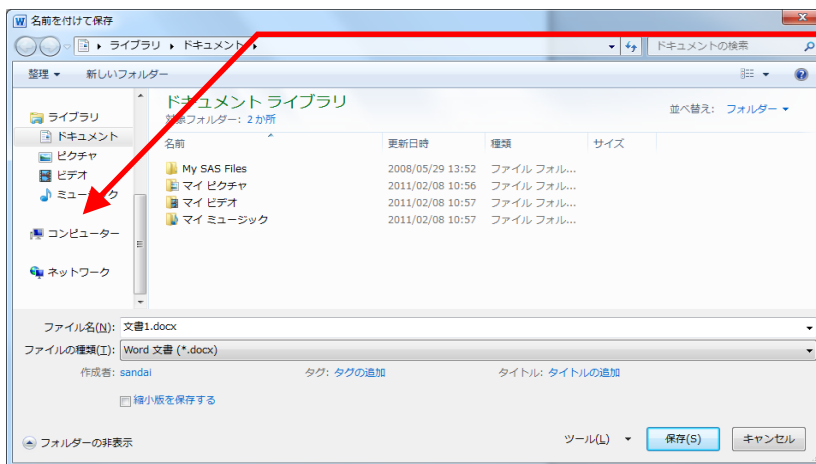 名前を付けて保存
ライブラリ ▸ ドキュメント ▸
ドキュメントの検索
整理 ▼ 新しいフォルダー
ライブラリ
ドキュメント
ピクチャ
ビデオ
ミュージック
コンピューター
ネットワーク
ドキュメント ライブラリ
対象フォルダー: 2か所
並べ替え: フォルダー ▼
名前 更新日時 種類 サイズ
My SAS Files 2008/05/29 13:52 ファイル フォル...
マイ ピクチャ 2011/02/08 10:56 ファイル フォル...
マイ ビデオ 2011/02/08 10:57 ファイル フォル...
マイ ミュージック 2011/02/08 10:57 ファイル フォル...
ファイル名(N): 文書1.docx
ファイルの種類(T): Word 文書 (*.docx)
作成者: sandai タグ: タグの追加 タイトル: タイトルの追加
縮小版を保存する
フォルダーの非表示 ツール(L) ▼ 保存(S) キャンセル